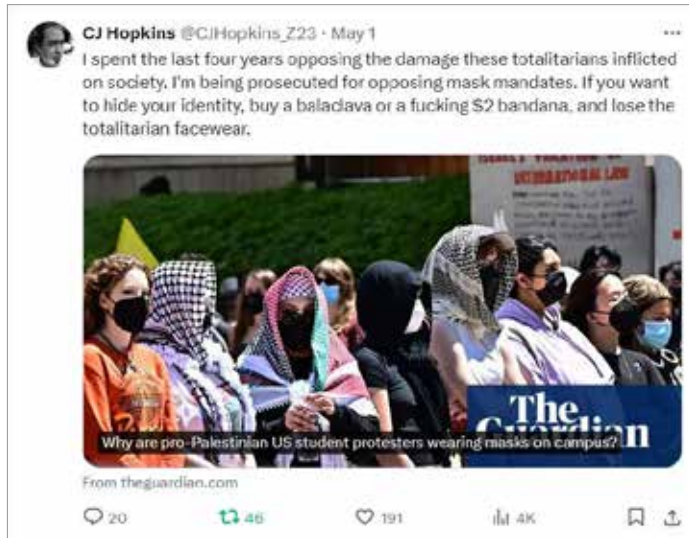 CJ Hopkins @CJHopkins_Z23 · May 1
I spent the last four years opposing the damage these totalitarians inflicted
on society. I'm being prosecuted for opposing mask mandates. If you want
to hide your identity, buy a balaclava or a fucking $2 bandana, and lose the
totalitarian facewear.
INTERNATIONAL LAW
The
Guardian
Why are pro-Palestinian US student protesters wearing masks on campus?
From theguardian.com
20 46 191 4K